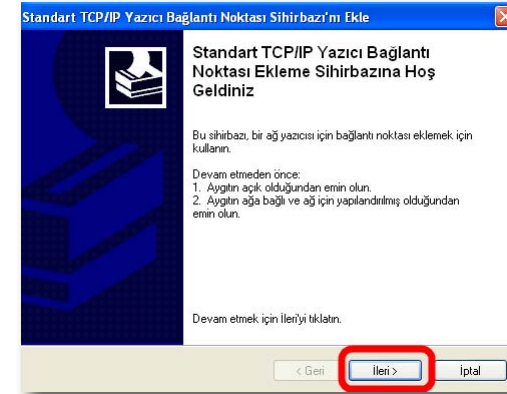 Standart TCP/IP Yazıcı Bağlantı Noktası Sihirbazı'nı Ekle
Standart TCP/IP Yazıcı Bağlantı
Noktası Ekleme Sihirbazına Hoş
Geldiniz
Bu sihirbazı, bir ağ yazıcısı için bağlantı noktası eklemek için
kullanın.
Devam etmeden önce:
1. Aygıtın açık olduğundan emin olun.
2. Aygıtın ağa bağlı ve ağ için yapılandırılmış olduğundan
emin olun.
Devam etmek için İleri'yi tıklatın.
< Geri İleri > İptal